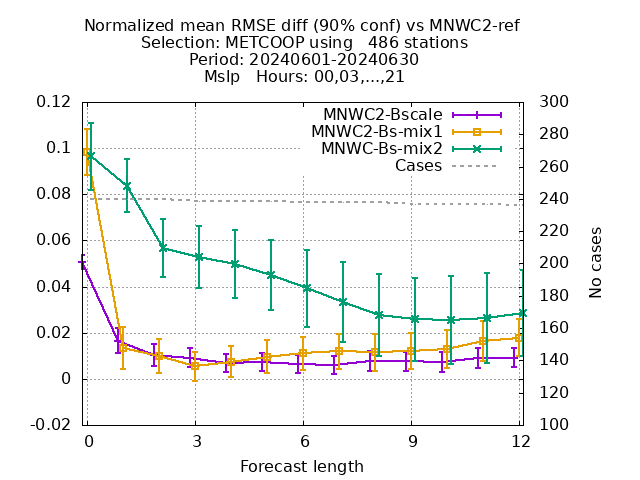 Normalized mean RMSE diff (90% conf) vs MNWC2-ref
Selection: METCOOP using   486 stations
Period: 20240601-20240630
Mslp   Hours: 00,03,...,21
MNWC2-Bscale
MNWC2-Bs-mix1
MNWC-Bs-mix2
Cases
0.12
0.1
0.08
0.06
0.04
0.02
0
-0.02
300
280
260
240
220
200
180
160
140
120
100
No cases
0
3
6
9
12
Forecast length